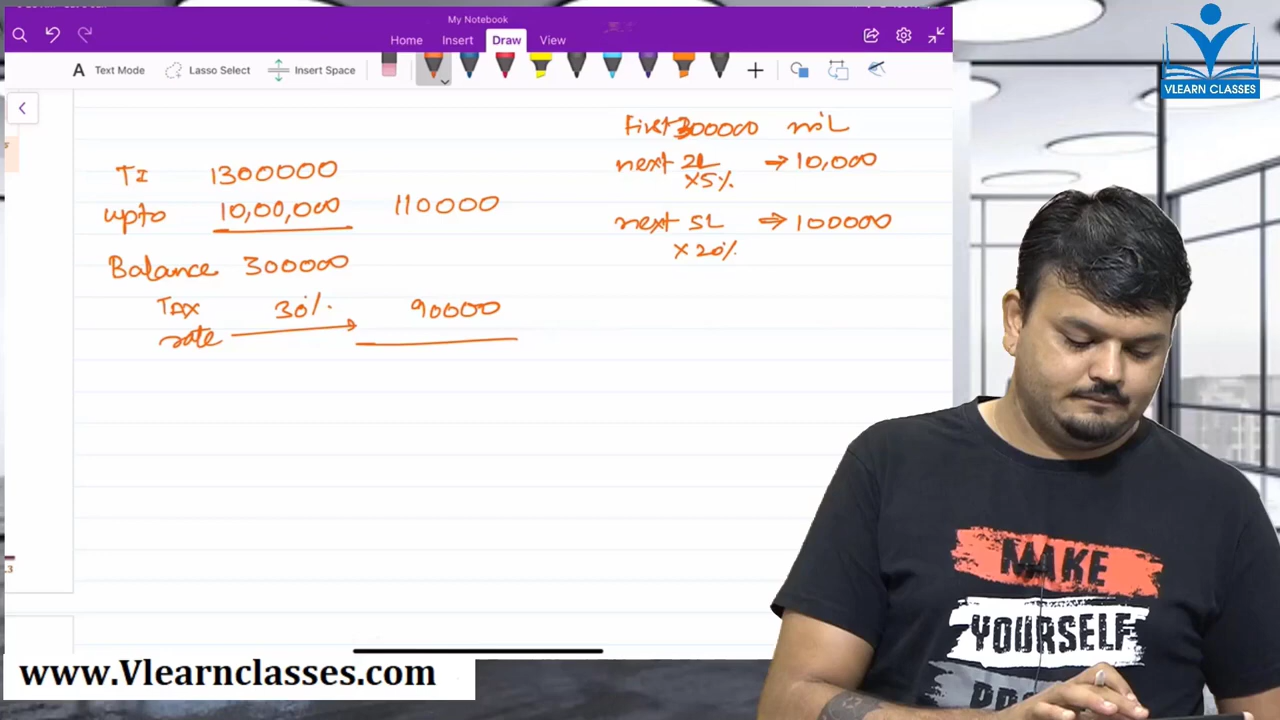 My Notebook
Home Insert Draw View
A Text Mode Lasso Select Insert Space
VLEARN CLASSES
First 300000 niL
next 2L → 10,000
x5%
next 5L ⇒ 100000
x 20%
TI 1300000
upto 10,00,000 110000
Balance 300000
TAX 30% 90000
rate
MAKE
YOURSELF
www.Vlearnclasses.com